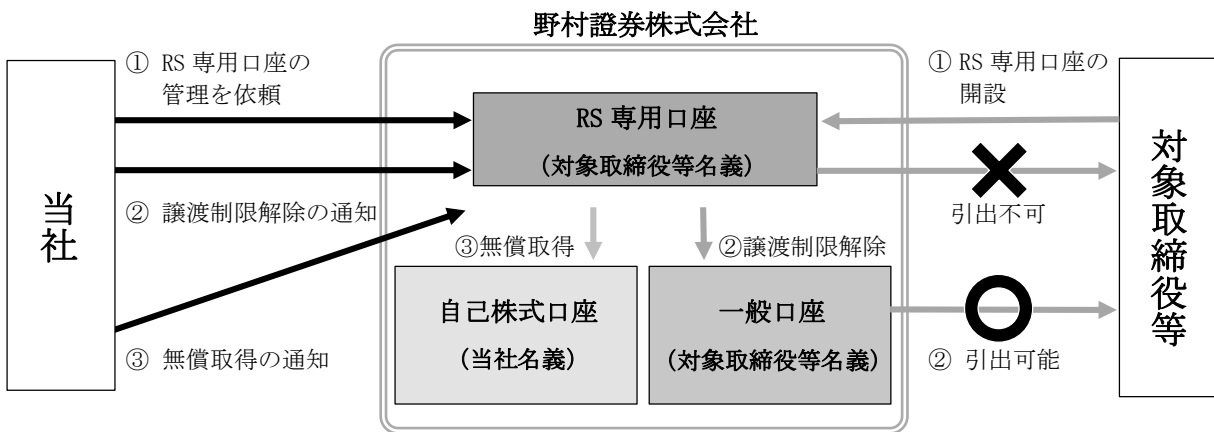 野村證券株式会社
① RS 専用口座の
管理を依頼
① RS 専用口座の
開設
当社
RS 専用口座
(対象取締役等名義)
対象取締役等
② 譲渡制限解除の通知
引出不可
③無償取得
②譲渡制限解除
自己株式口座
(当社名義)
一般口座
(対象取締役等名義)
③ 無償取得の通知
② 引出可能